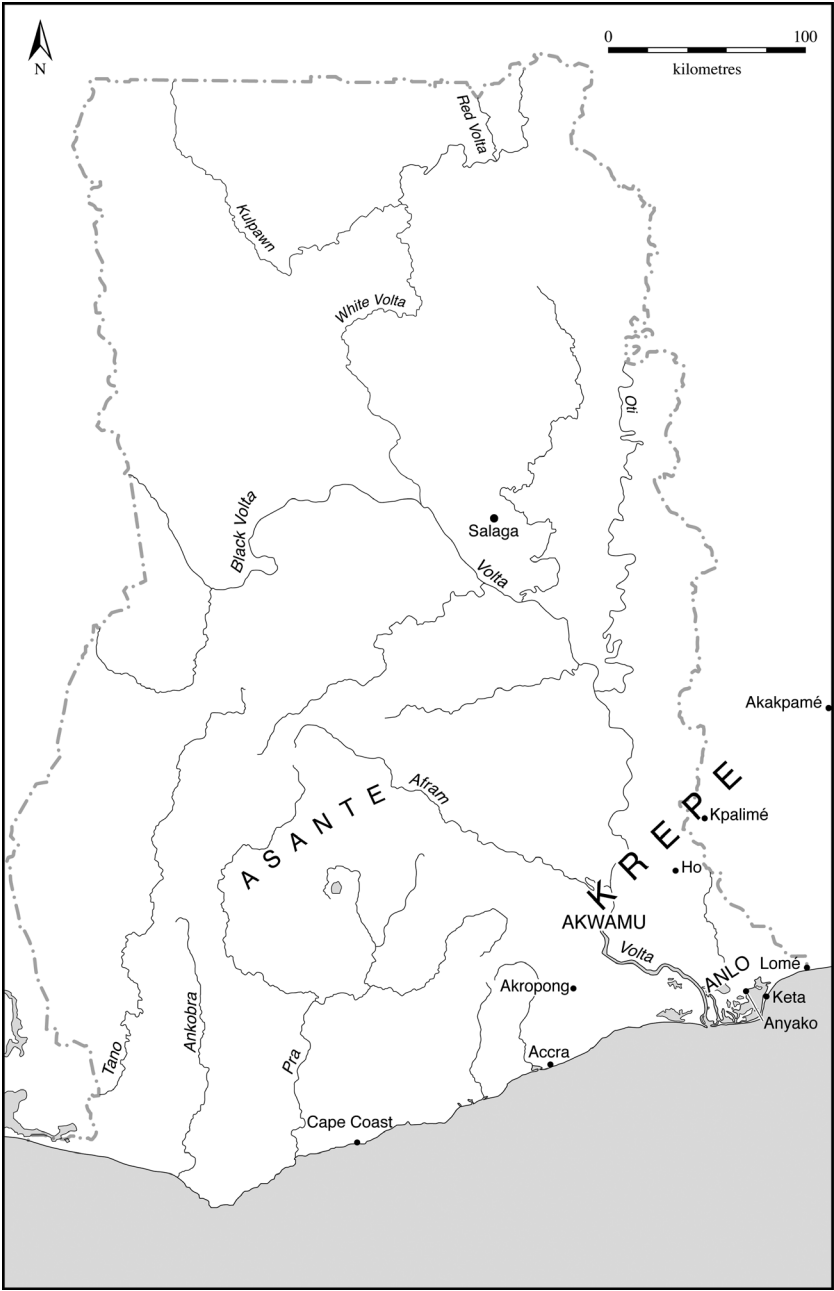 N
0 100
kilometres
Red Volta
Kulpawn
White Volta
Oti
Black Volta
Salaga
Volta
Akakpamé
Afram
ASANTE
KREPE
Kpalimé
Ho
AKWAMU
Volta
ANLO
Lomé
Akropong
Keta
Anyako
Ankobra
Tano
Pra
Accra
Cape Coast